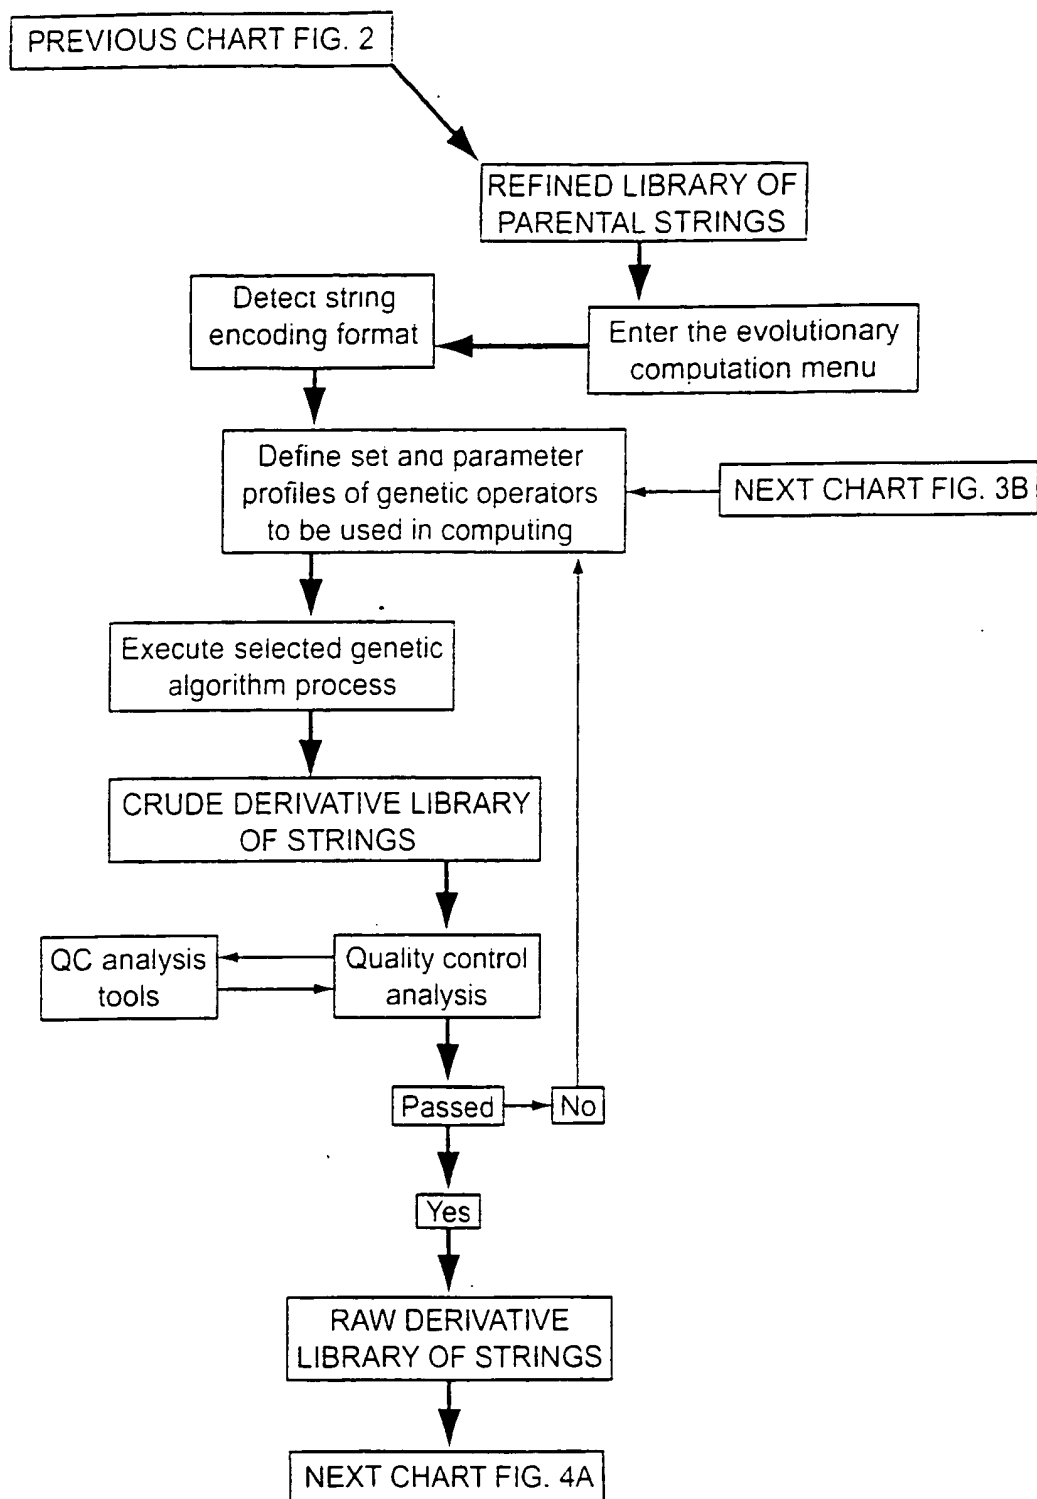 PREVIOUS CHART FIG. 2
REFINED LIBRARY OF
PARENTAL STRINGS
Detect string
encoding format
Enter the evolutionary
computation menu
Define set and parameter
profiles of genetic operators
to be used in computing
NEXT CHART FIG. 3B
Execute selected genetic
algorithm process
CRUDE DERIVATIVE LIBRARY
OF STRINGS
QC analysis
tools
Quality control
analysis
Passed
No
Yes
RAW DERIVATIVE
LIBRARY OF STRINGS
NEXT CHART FIG. 4A